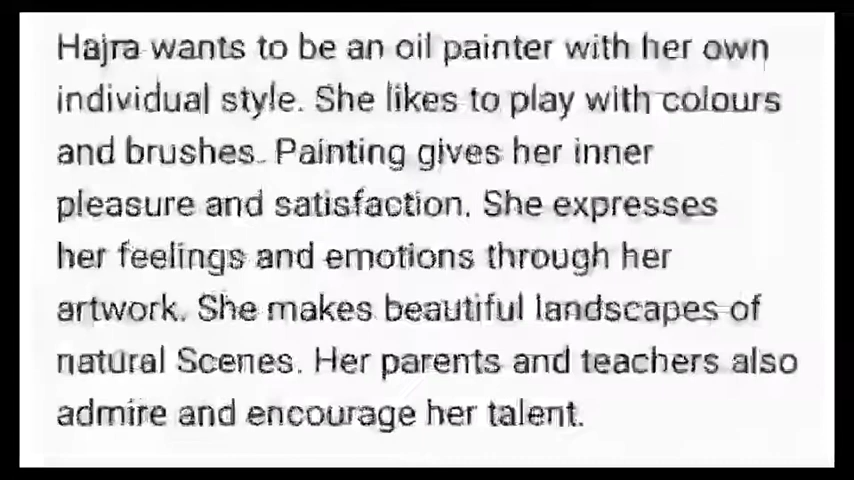 Hajra wants to be an oil painter with her own
individual style. She likes to play with colours
and brushes. Painting gives her inner
pleasure and satisfaction. She expresses
her feelings and emotions through her
artwork. She makes beautiful landscapes of
natural Scenes. Her parents and teachers also
admire and encourage her talent.